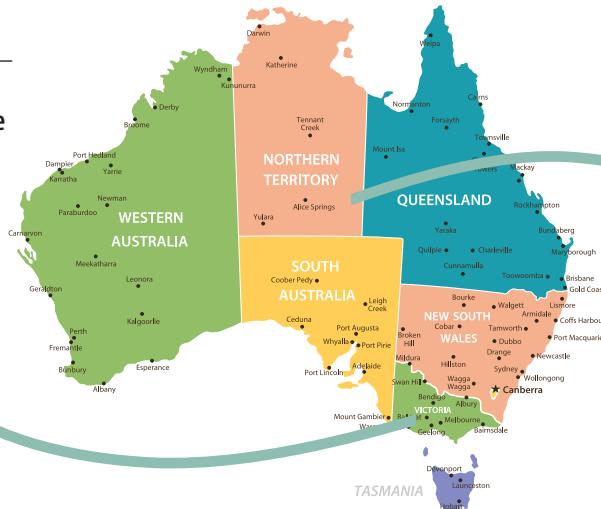 e
Darwin
Katherine
Weipa
Wyndham
Kununurra
Derby
Broome
Tennant
Creek
Normanton
Cairns
Forsyth
Townsville
Mount Isa
Towers
Mackay
Port Hedland
Dampier
Karratha
Yarrie
NORTHERN
TERRITORY
QUEENSLAND
Newman
Paraburdoo
Alice Springs
Yulara
Rockhampton
WESTERN
AUSTRALIA
Yaraka
Bundaberg
Maryborough
Carnarvon
Meekatharra
Quilpie
Charleville
Cunnamulla
Toowoomba
Brisbane
Gold Coas
SOUTH
AUSTRALIA
Coober Pedy
Leonora
Geraldton
Leigh
Creek
Bourke
Walgett
Lismore
Armidale
Kalgoorlie
Ceduna
Port Augusta
NEW SOUTH
WALES
Cobar
Tamworth
Coffs Harbou
Perth
Fremantle
Whyalla
Port Pirie
Broken
Hill
Dubbo
Port Macquarie
Orange
Newcastle
Bunbury
Esperance
Port Lincoln
Adelaide
Mildura
Hillston
Sydney
Wollongong
Albany
Swan Hill
Wagga
Wagga
Canberra
Bendigo
Albury
Mount Gambier
VICTORIA
Melbourne
Geelong
Bairnsdale
Devonport
Launceston
TASMANIA
Hobart